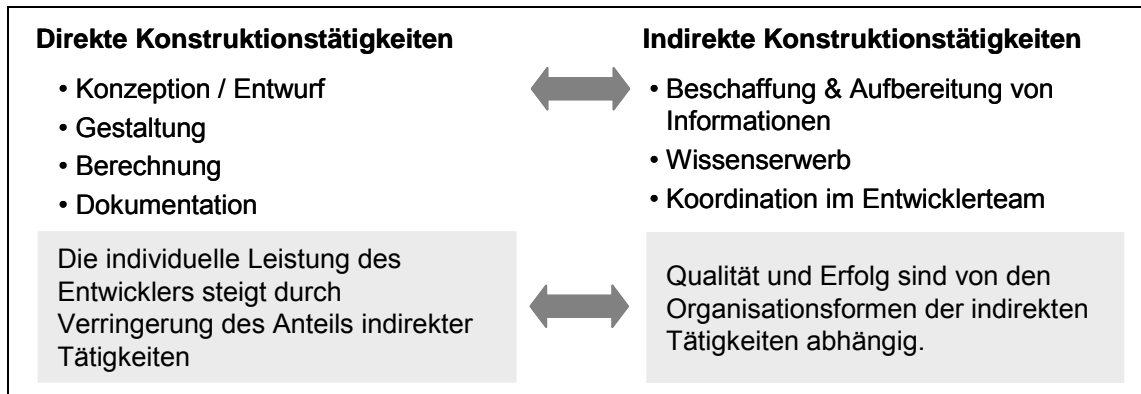 Direkte Konstruktionstätigkeiten
• Konzeption / Entwurf
• Gestaltung
• Berechnung
• Dokumentation
Die individuelle Leistung des
Entwicklers steigt durch
Verringerung des Anteils indirekter
Tätigkeiten
Indirekte Konstruktionstätigkeiten
• Beschaffung & Aufbereitung von
Informationen
• Wissenserwerb
• Koordination im Entwicklerteam
Qualität und Erfolg sind von den
Organisationsformen der indirekten
Tätigkeiten abhängig.